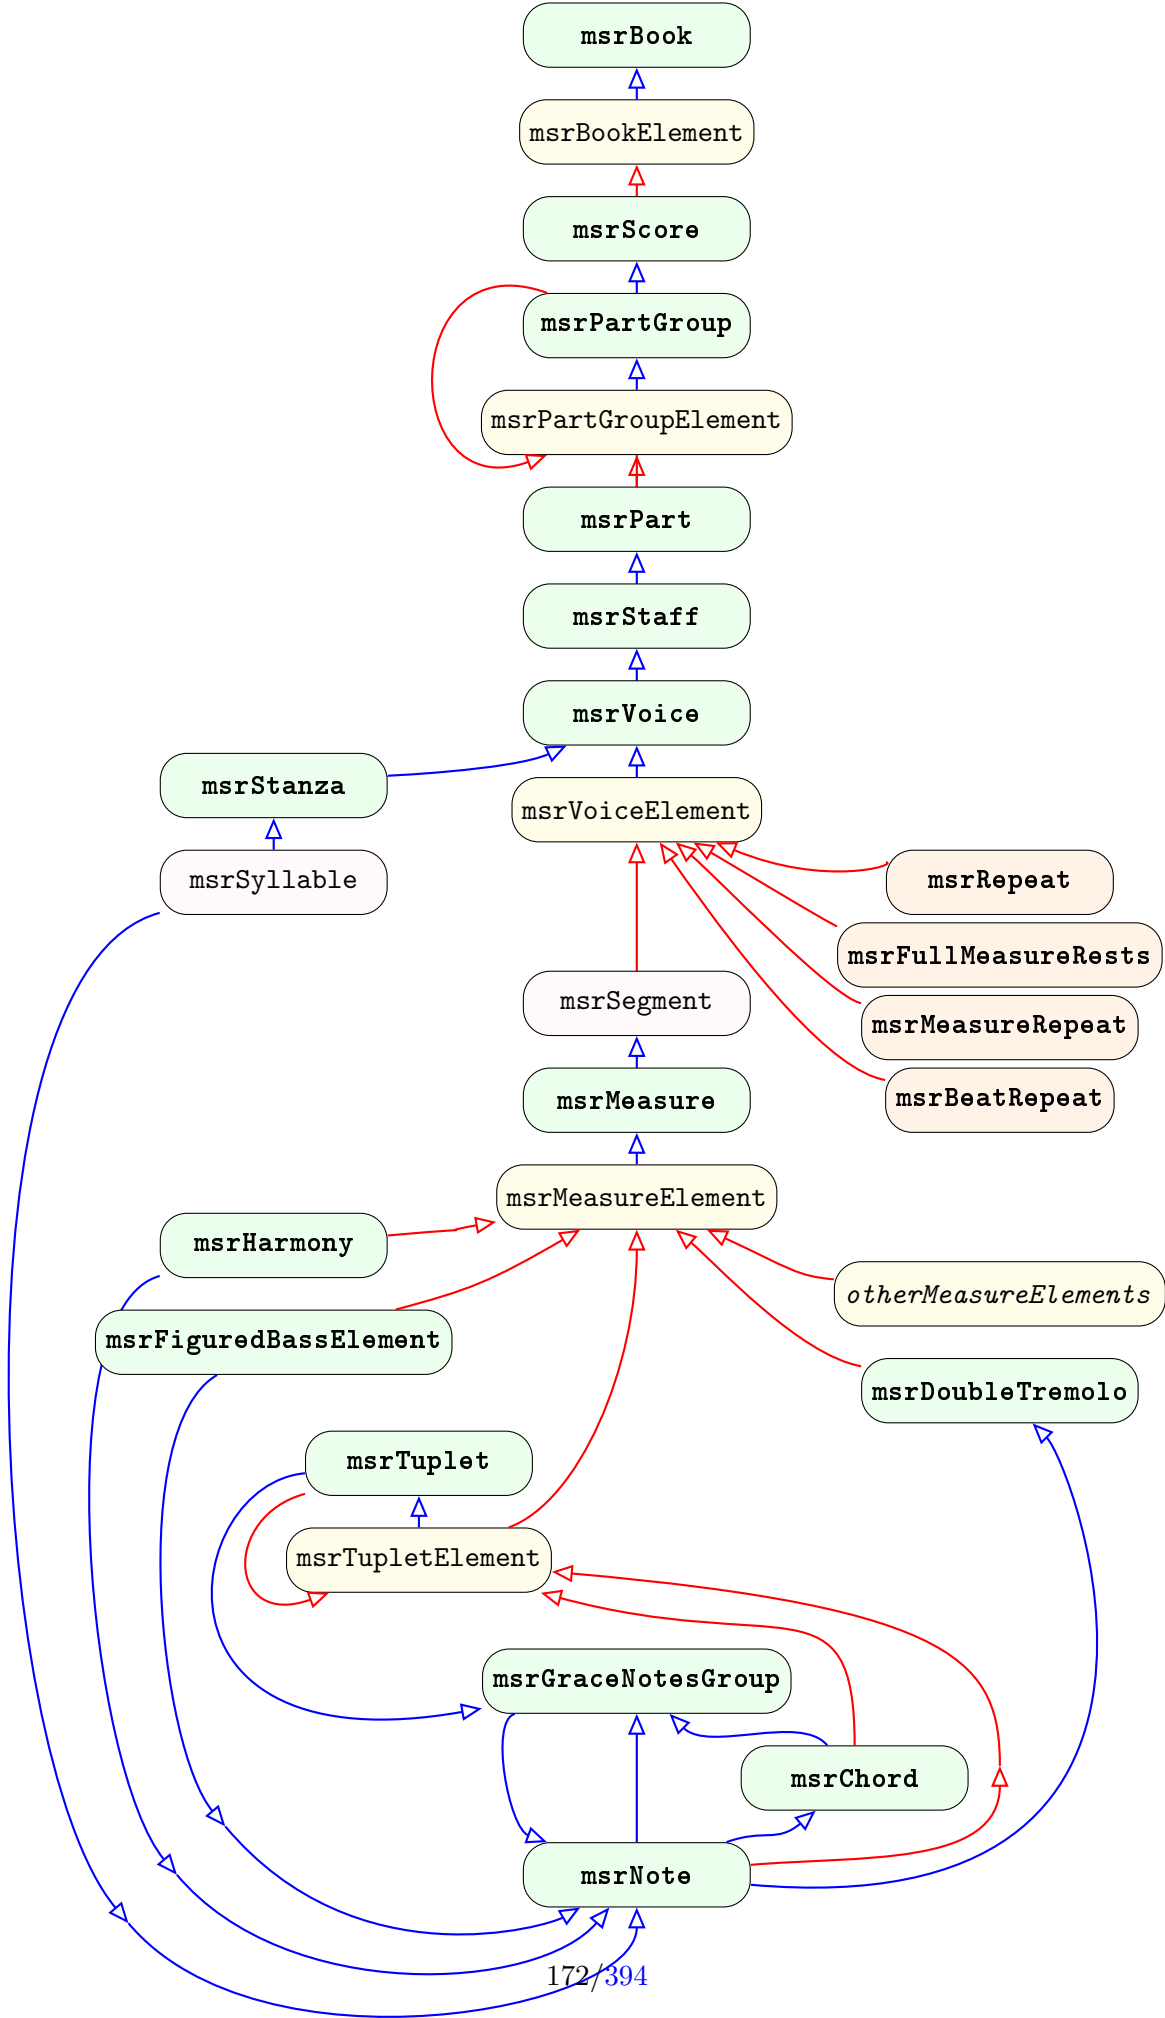 msrBook
msrBookElement
msrScore
msrPartGroup
msrPartGroupElement
msrPart
msrStaff
msrVoice
msrStanza
msrVoiceElement
msrSyllable
msrRepeat
msrFullMeasureRests
msrSegment
msrMeasureRepeat
msrMeasure
msrBeatRepeat
msrMeasureElement
msrHarmony
otherMeasureElements
msrFiguredBassElement
msrDoubleTremolo
msrTuplet
msrTupletElement
msrGraceNotesGroup
msrChord
msrNote
172/394